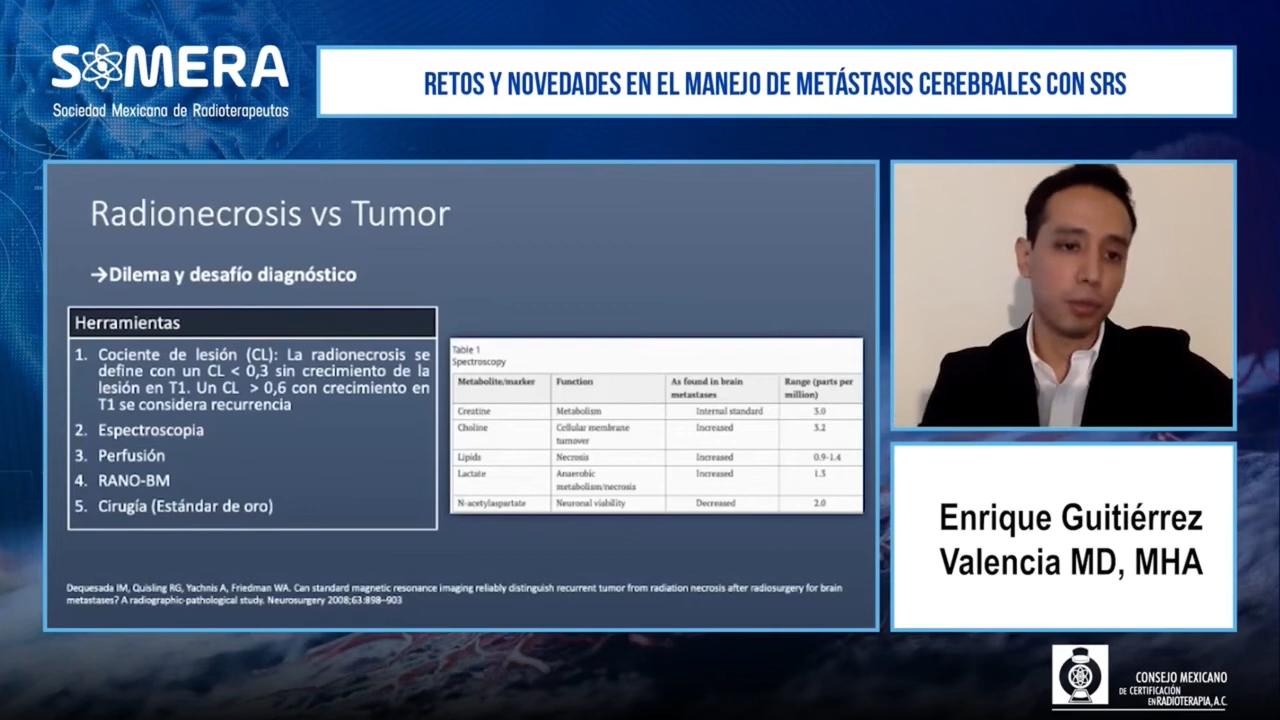 SOMERA
Sociedad Mexicana de Radioterapeutas
RETOS Y NOVEDADES EN EL MANEJO DE METÁSTASIS CEREBRALES CON SRS
Radionecrosis vs Tumor
→Dilema y desafío diagnóstico
Herramientas
1. Cociente de lesión (CL): La radionecrosis se
define con un CL < 0,3 sin crecimiento de la
lesión en T1. Un CL > 0,6 con crecimiento en
T1 se considera recurrencia
2. Espectroscopia
3. Perfusión
4. RANO-BM
5. Cirugía (Estándar de oro)
Table 1
Spectroscopy
Metabolite/marker Function As found in brain metastases Range (parts per million)
Creatine Metabolism Internal standard 3.0
Choline Cellular membrane turnover Increased 3.2
Lipids Necrosis Increased 0.9-1.4
Lactate Anaerobic metabolism/necrosis Increased 1.3
N-acetylaspartate Neuronal viability Decreased 2.0
Dequesada IM, Quisling RG, Yachnis A, Friedman WA. Can standard magnetic resonance imaging reliably distinguish recurrent tumor from radiation necrosis after radiosurgery for brain
metastases? A radiographic-pathological study. Neurosurgery 2008;63:898–903
Enrique Guitiérrez
Valencia MD, MHA
CONSEJO MEXICANO
DE CERTIFICACIÓN
EN RADIOTERAPIA, A.C.